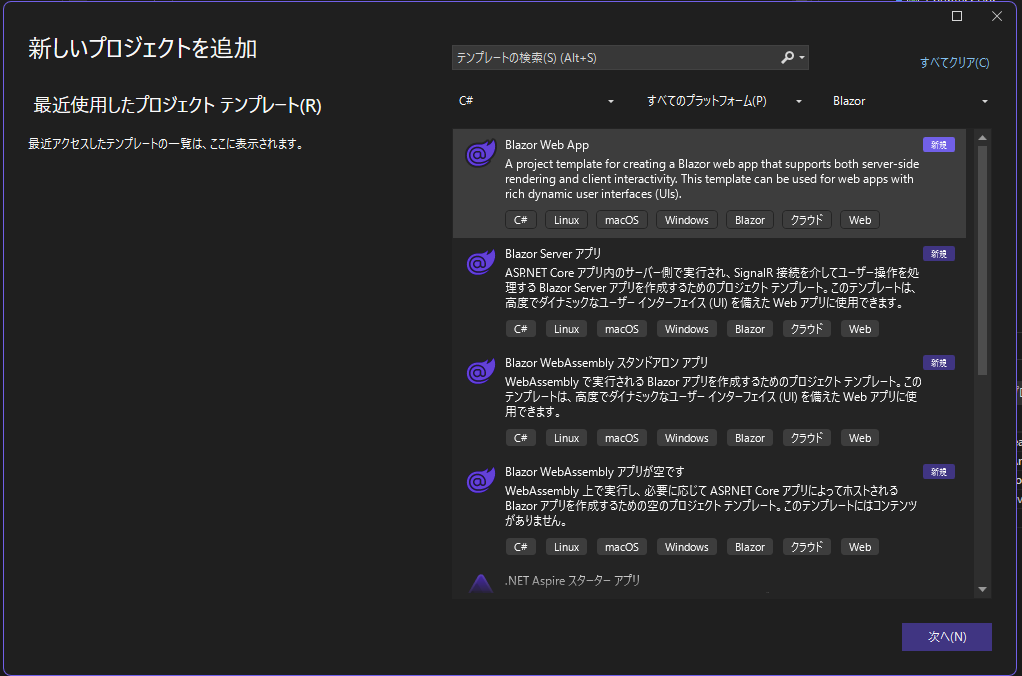 新しいプロジェクトを追加
テンプレートの検索(S) (Alt+S)
すべてクリア(C)
最近使用したプロジェクト テンプレート(R)
C#
すべてのプラットフォーム(P)
Blazor
最近アクセスしたテンプレートの一覧は、ここに表示されます。
Blazor Web App
新規
A project template for creating a Blazor web app that supports both server-side
rendering and client interactivity. This template can be used for web apps with
rich dynamic user interfaces (UIs).
C# Linux macOS Windows Blazor クラウド Web
Blazor Server アプリ
新規
ASP.NET Core アプリ内のサーバー側で実行され、SignalR 接続を介してユーザー操作を処
理する Blazor Server アプリを作成するためのプロジェクト テンプレート。このテンプレートは、
高度でダイナミックなユーザー インターフェイス (UI) を備えた Web アプリに使用できます。
C# Linux macOS Windows Blazor クラウド Web
Blazor WebAssembly スタンドアロン アプリ
新規
WebAssembly で実行される Blazor アプリを作成するためのプロジェクト テンプレート。この
テンプレートは、高度でダイナミックなユーザー インターフェイス (UI) を備えた Web アプリに使
用できます。
C# Linux macOS Windows Blazor クラウド Web
Blazor WebAssembly アプリが空です
新規
WebAssembly 上で実行し、必要に応じて ASP.NET Core アプリによってホストされる
Blazor アプリを作成するための空のプロジェクト テンプレート。このテンプレートにはコンテンツ
がありません。
C# Linux macOS Windows Blazor クラウド Web
.NET Aspire スターター アプリ
次へ(N)